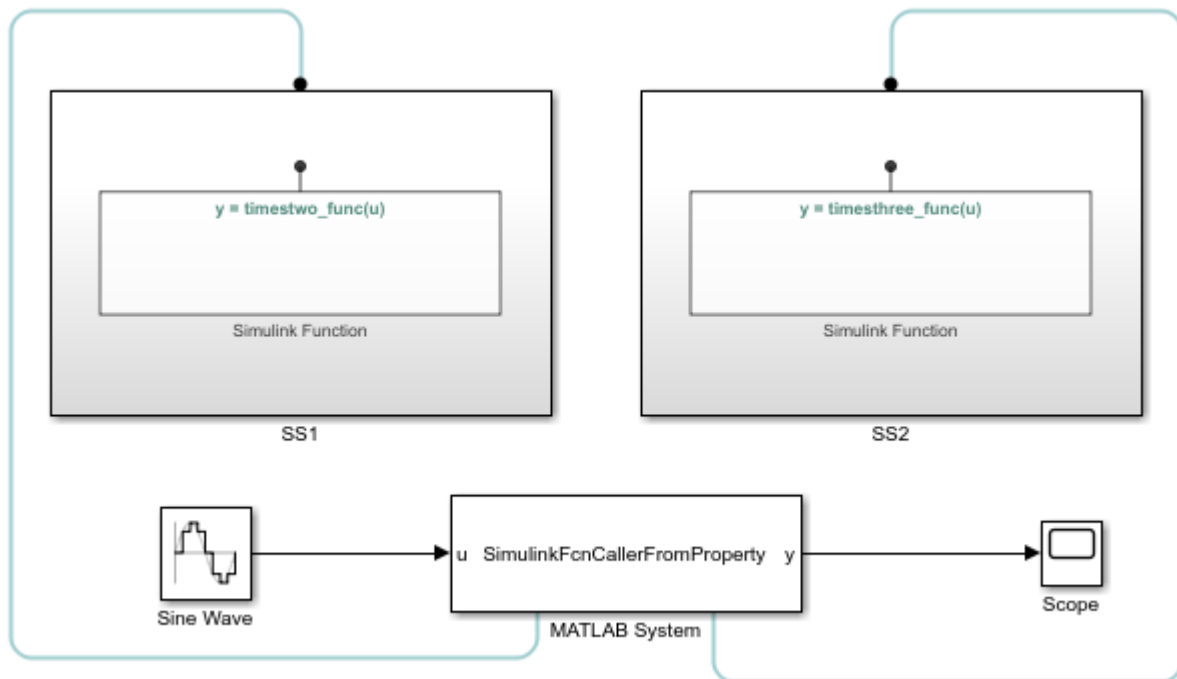 y = timestwo_func(u)
Simulink Function
SS1
y = timesthree_func(u)
Simulink Function
SS2
Sine Wave
u SimulinkFcnCallerFromProperty y
MATLAB System
Scope